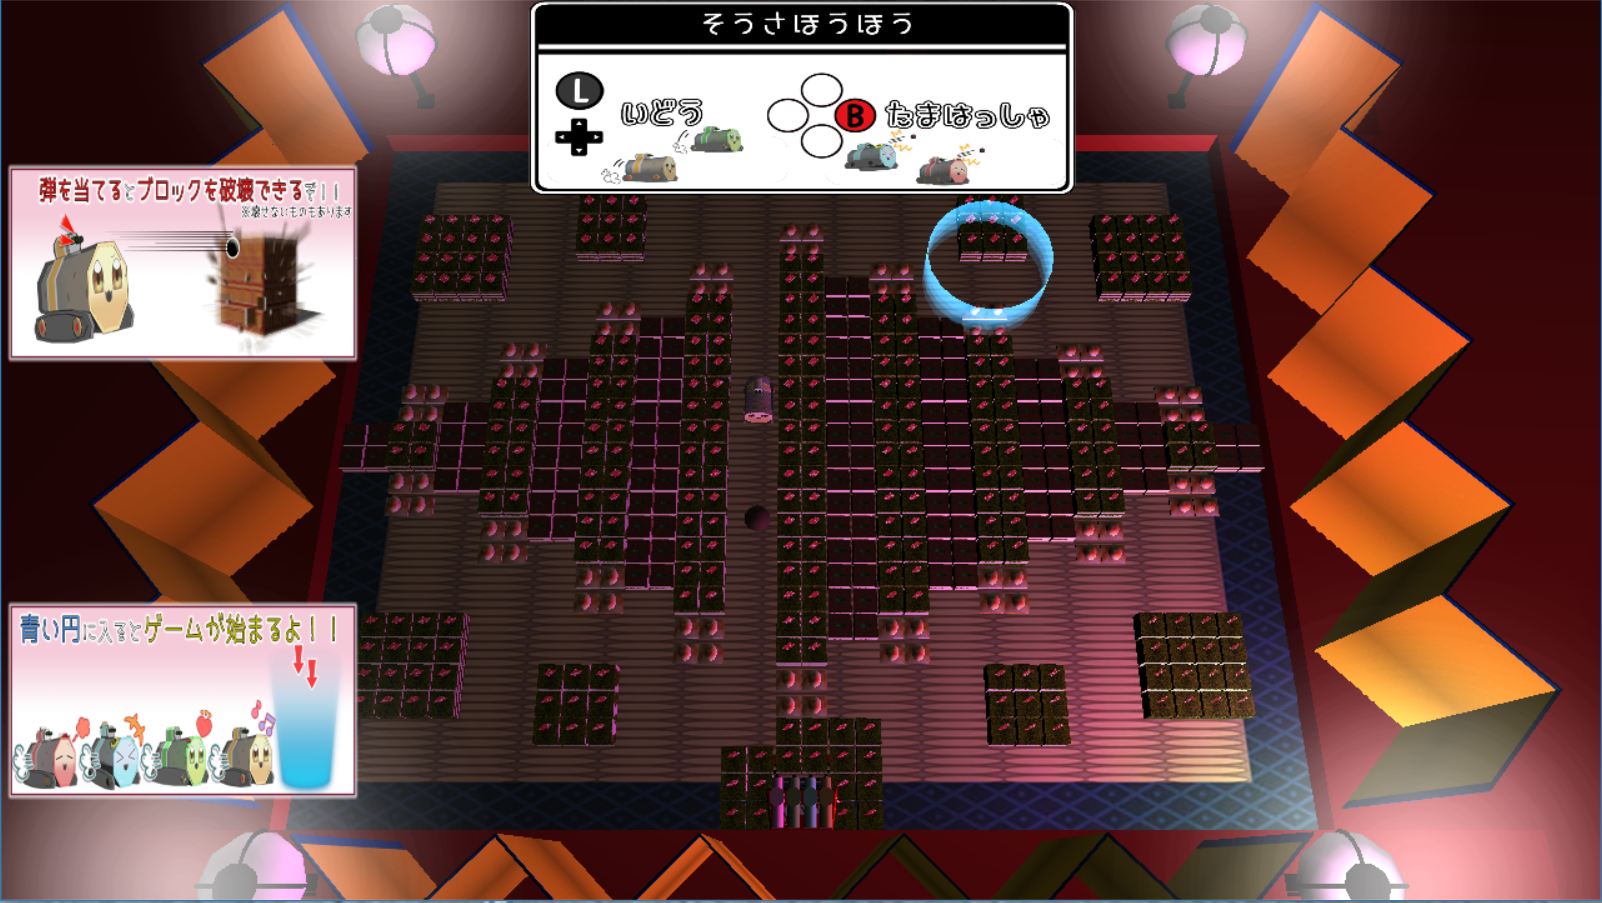 そうさほうほう
L
いどう
B
たまはっしゃ
弾を当てるとブロックを破壊できるぞ！！
※壊せないものもあります
青い円に入るとゲームが始まるよ！！